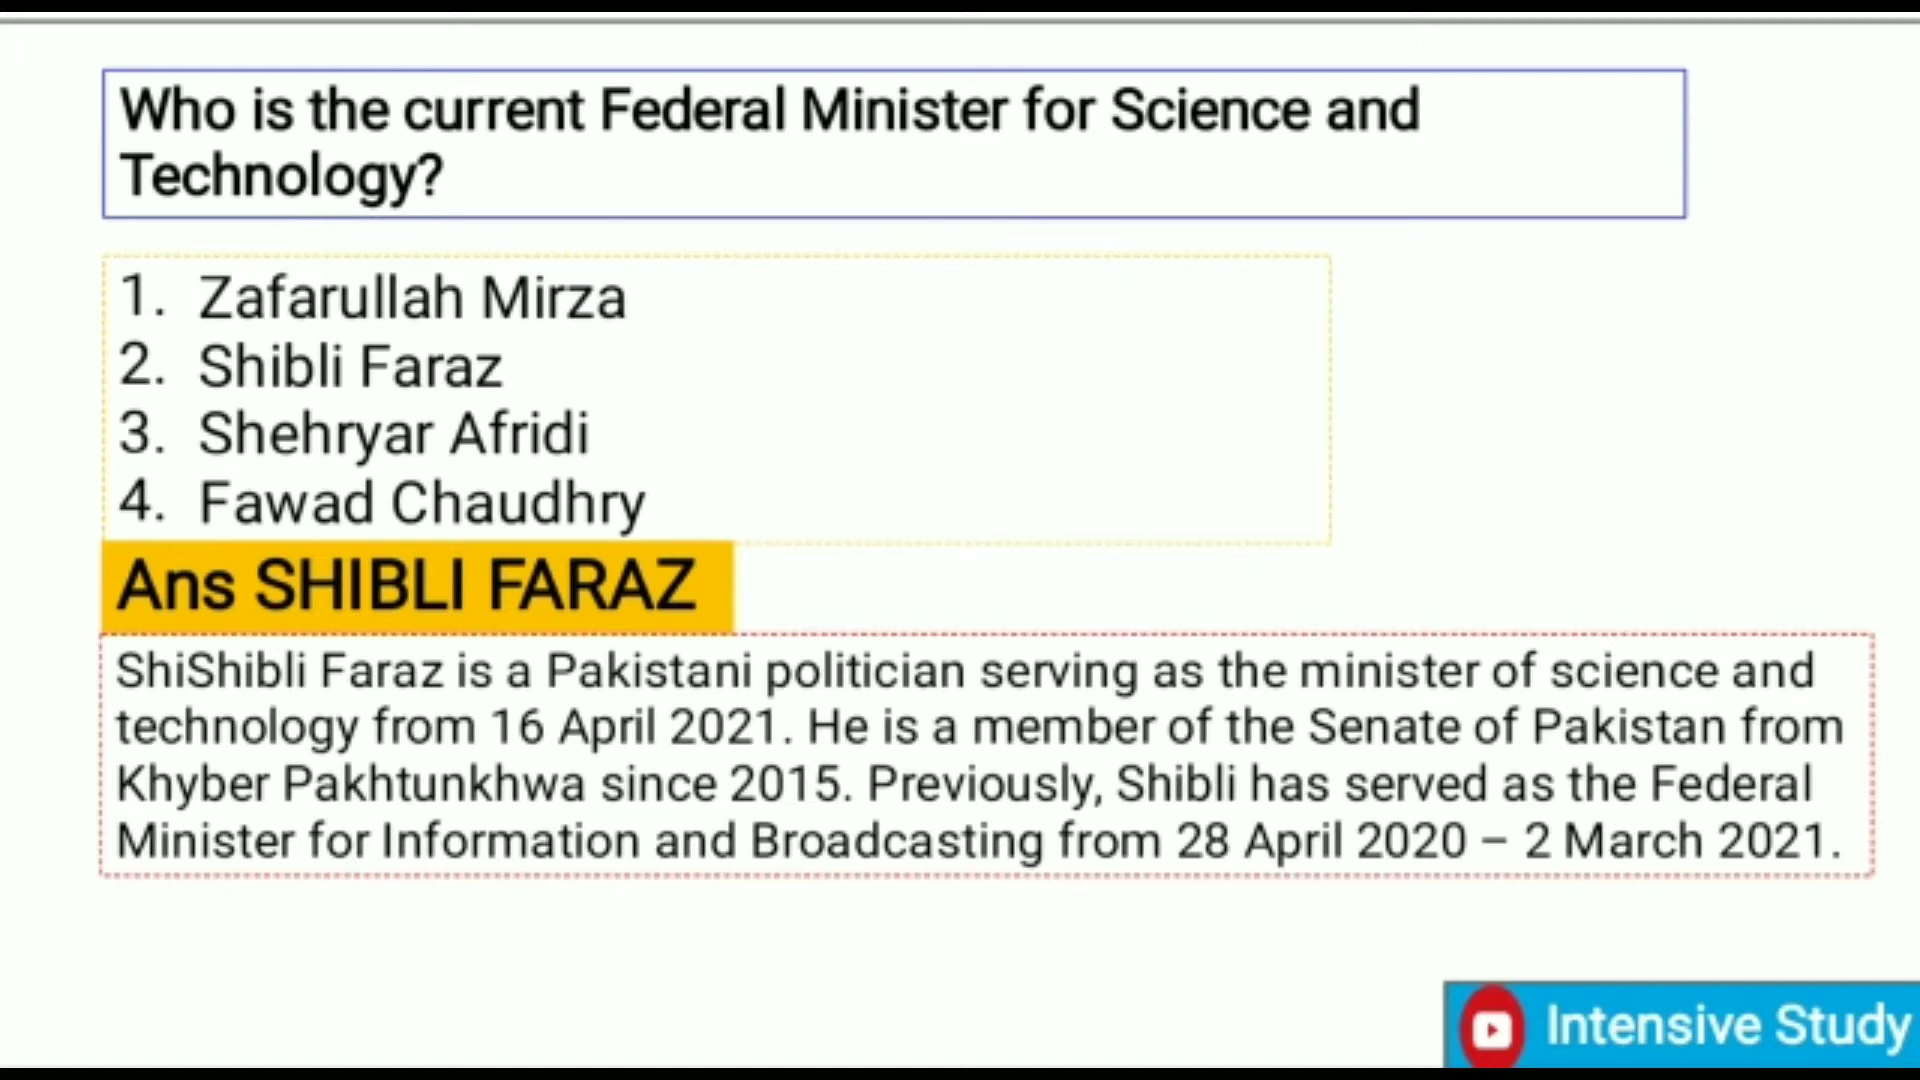 Who is the current Federal Minister for Science and
Technology?
1. Zafarullah Mirza
2. Shibli Faraz
3. Shehryar Afridi
4. Fawad Chaudhry
Ans SHIBLI FARAZ
ShiShibli Faraz is a Pakistani politician serving as the minister of science and
technology from 16 April 2021. He is a member of the Senate of Pakistan from
Khyber Pakhtunkhwa since 2015. Previously, Shibli has served as the Federal
Minister for Information and Broadcasting from 28 April 2020 – 2 March 2021.
Intensive Study